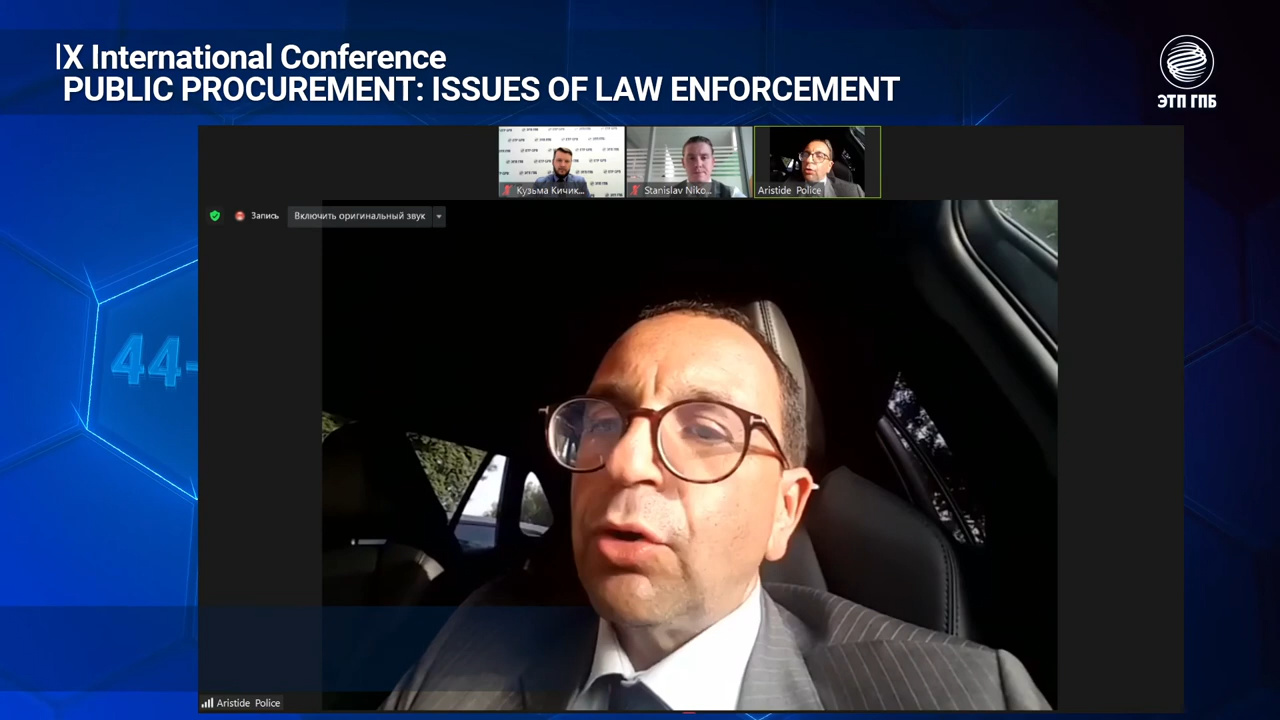 IX International Conference
PUBLIC PROCUREMENT: ISSUES OF LAW ENFORCEMENT
ЭТП ГПБ
Кузьма Кичик...
Stanislav Niko...
Aristide Police
Запись
Включить оригинальный звук
44-
Aristide Police